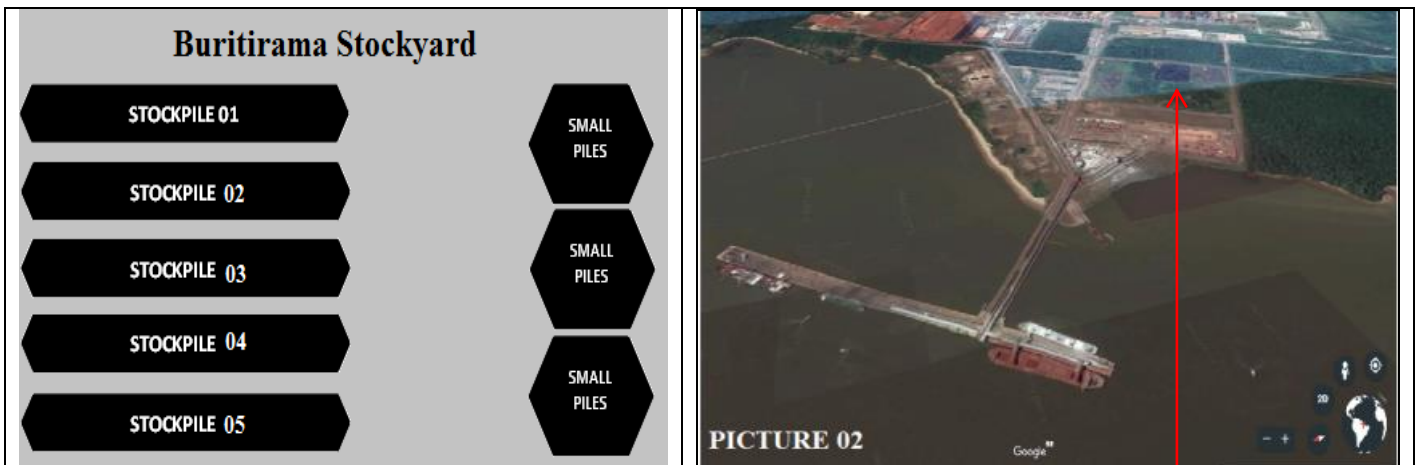 Buritirama Stockyard
STOCKPILE 01
STOCKPILE 02
STOCKPILE 03
STOCKPILE 04
STOCKPILE 05
SMALL
PILES
SMALL
PILES
SMALL
PILES
PICTURE 02
Google
2D
- +